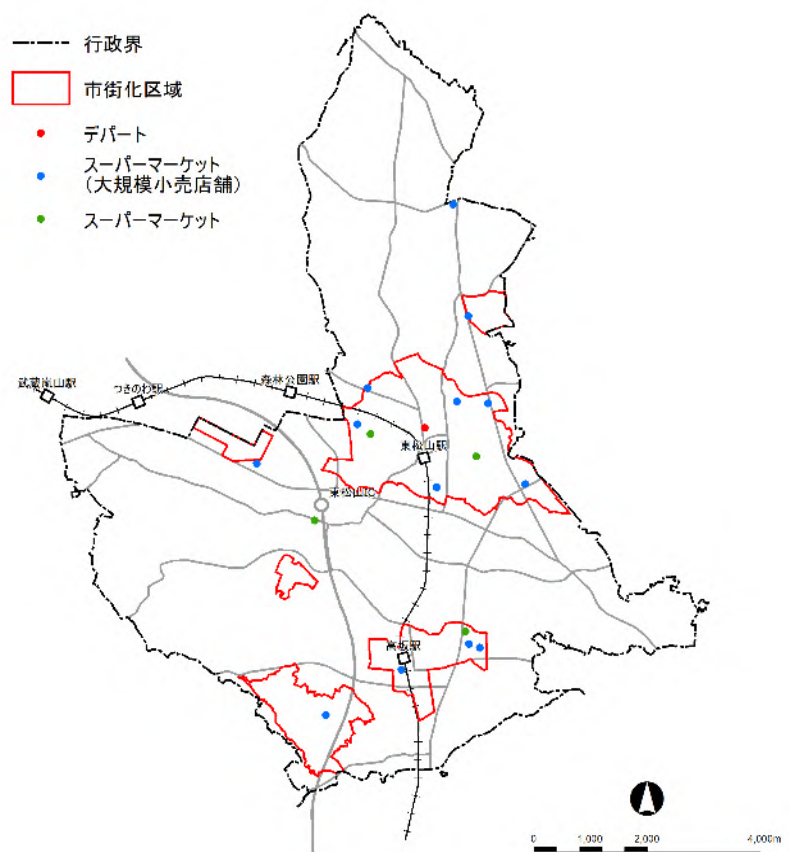 行政界
市街化区域
デパート
スーパーマーケット
(大規模小売店舗)
スーパーマーケット
武蔵嵐山駅
つきのわ駅
森林公園駅
東松山駅
東松山IC
高坂駅
0 1,000 2,000 4,000m